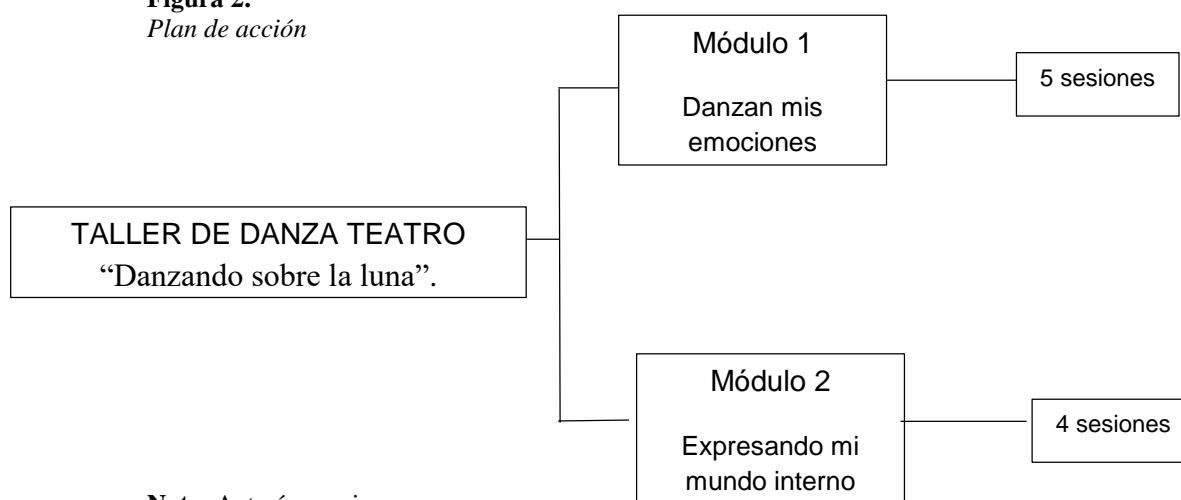 Figura 2.
Plan de acción
Módulo 1
Danzan mis
emociones
5 sesiones
TALLER DE DANZA TEATRO
“Danzando sobre la luna”.
Módulo 2
Expresando mi
mundo interno
4 sesiones